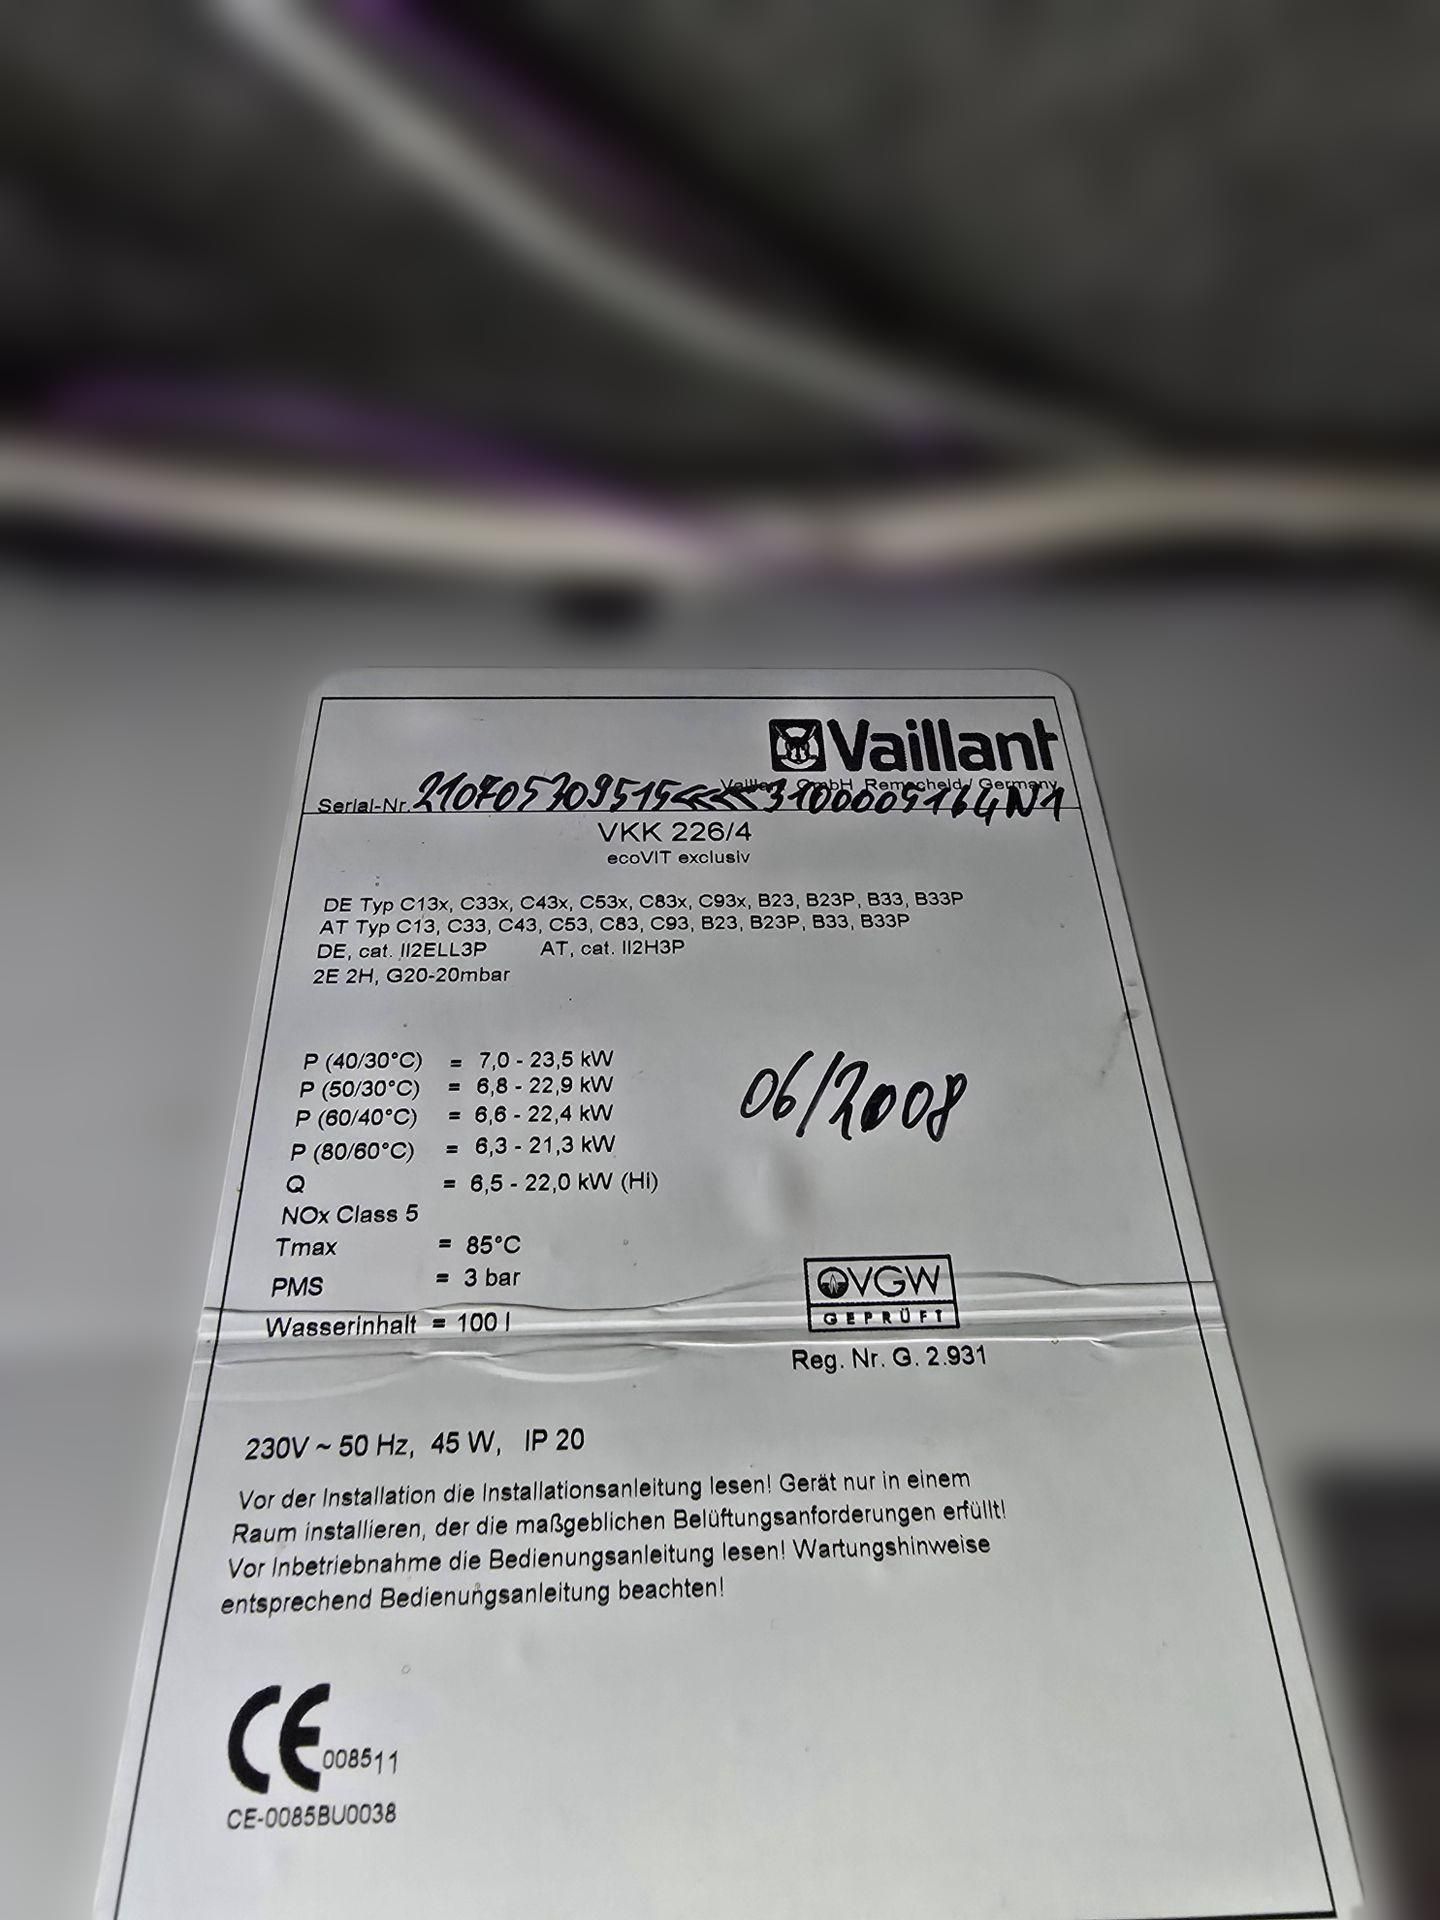 Vaillant
Vaillant GmbH Remscheid / Germany
Serial-Nr. 210705709515<<<3100005164N1
VKK 226/4
ecoVIT exclusiv
DE Typ C13x, C33x, C43x, C53x, C83x, C93x, B23, B23P, B33, B33P
AT Typ C13, C33, C43, C53, C83, C93, B23, B23P, B33, B33P
DE, cat. II2ELL3P AT, cat. II2H3P
2E 2H, G20-20mbar
P (40/30°C) = 7,0 - 23,5 kW
P (50/30°C) = 6,8 - 22,9 kW
06/2008
P (60/40°C) = 6,6 - 22,4 kW
P (80/60°C) = 6,3 - 21,3 kW
Q = 6,5 - 22,0 kW (Hi)
NOx Class 5
Tmax = 85°C
PMS = 3 bar
Wasserinhalt = 100 l
ÖVGW
GEPRÜFT
Reg. Nr. G. 2.931
230V ~ 50 Hz, 45 W, IP 20
Vor der Installation die Installationsanleitung lesen! Gerät nur in einem
Raum installieren, der die maßgeblichen Belüftungsanforderungen erfüllt!
Vor Inbetriebnahme die Bedienungsanleitung lesen! Wartungshinweise
entsprechend Bedienungsanleitung beachten!
CE 008511
CE-0085BU0038